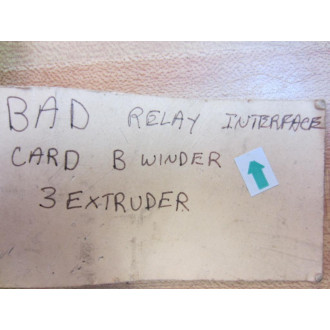 BAD RELAY INTERFACE
CARD B WINDER
3 EXTRUDER